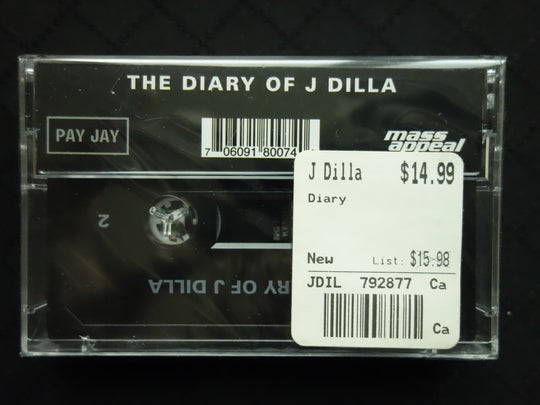 THE DIARY OF J DILLA
PAY JAY
7 06091 80074
mass
appeal
J Dilla $14.99
Diary
New List: $15.98
JDIL 792877 Ca
Ca
2
RY OF J DILLA